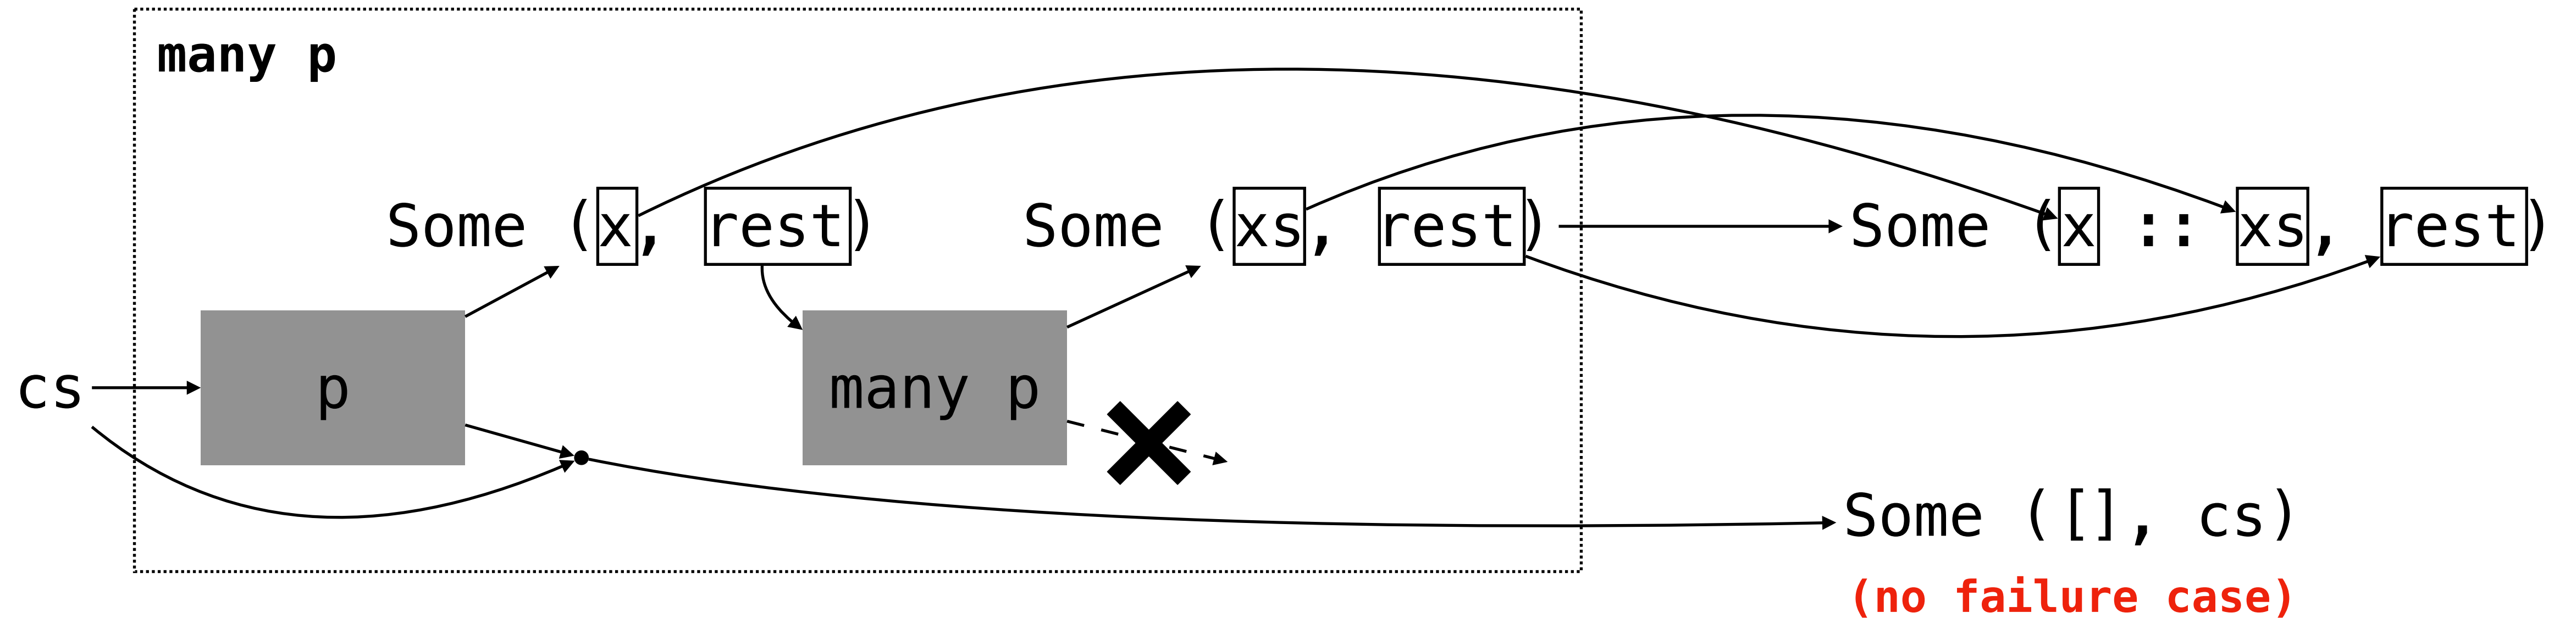 many p
Some (x, rest) Some (xs, rest) Some (x :: xs, rest)
cs p many p
Some ([], cs)
(no failure case)